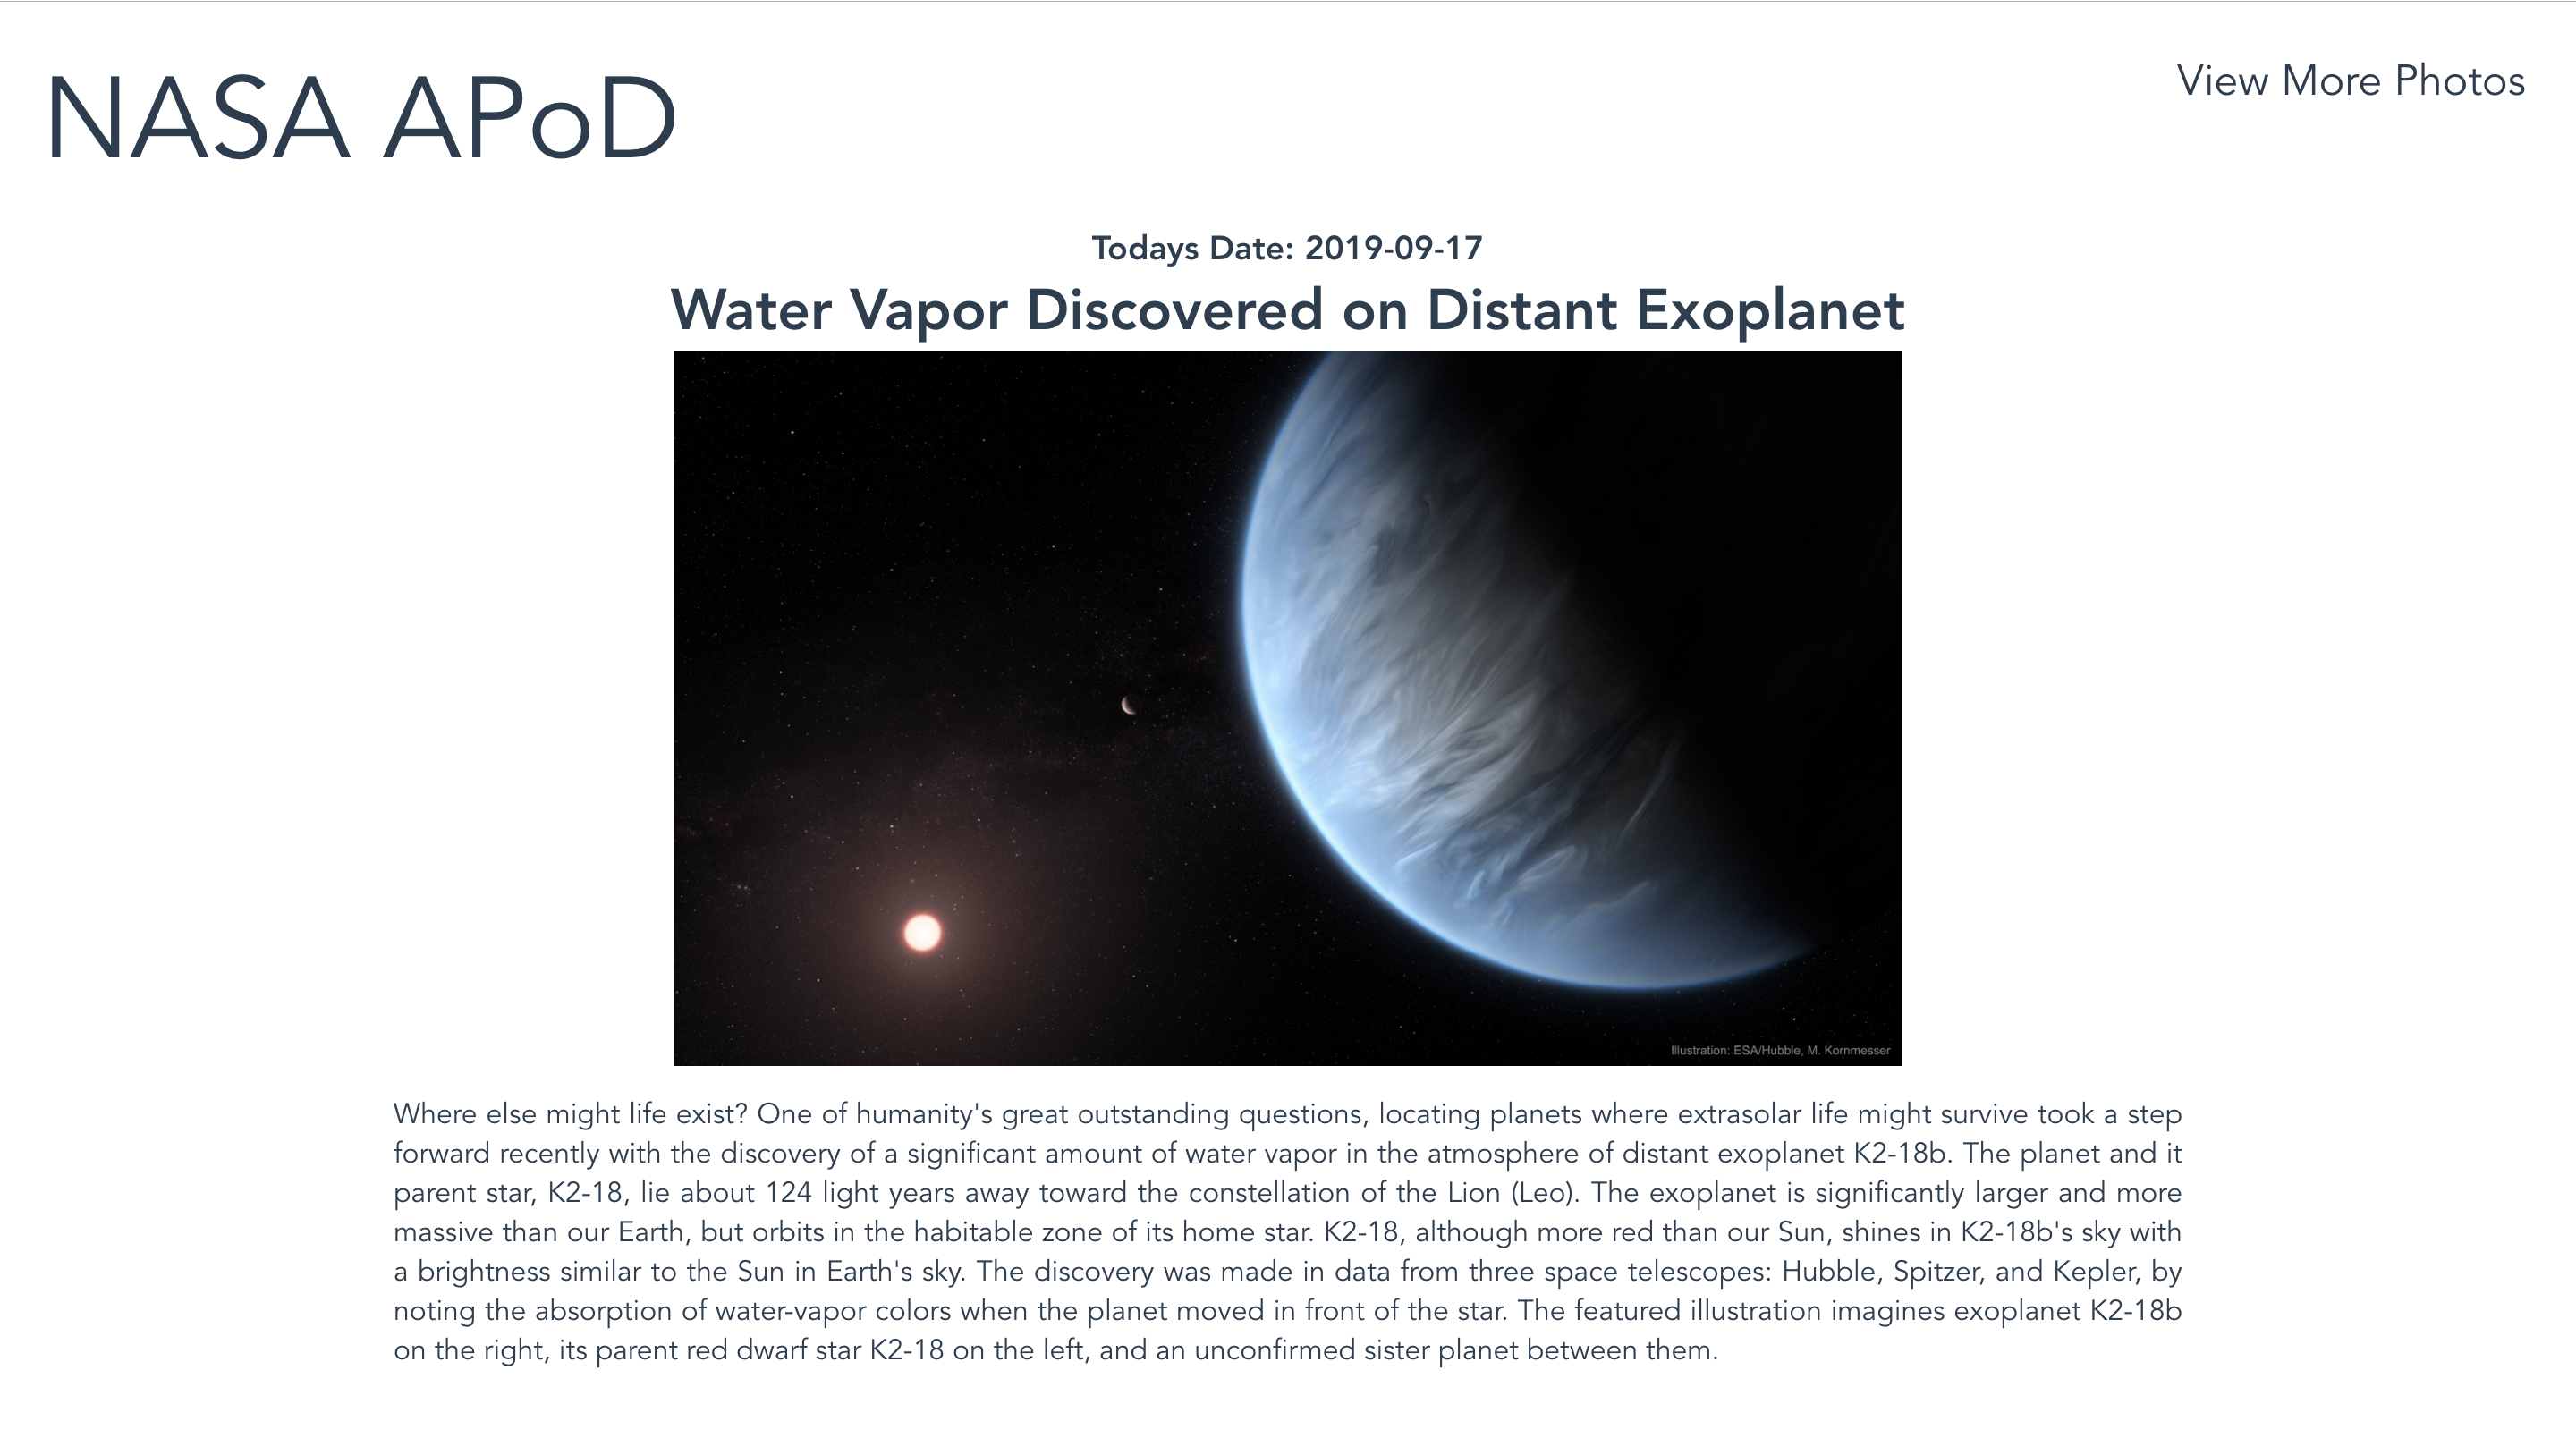 NASA APoD
View More Photos
Todays Date: 2019-09-17
Water Vapor Discovered on Distant Exoplanet
Illustration: ESA/Hubble, M. Kornmesser
Where else might life exist? One of humanity's great outstanding questions, locating planets where extrasolar life might survive took a step
forward recently with the discovery of a significant amount of water vapor in the atmosphere of distant exoplanet K2-18b. The planet and it
parent star, K2-18, lie about 124 light years away toward the constellation of the Lion (Leo). The exoplanet is significantly larger and more
massive than our Earth, but orbits in the habitable zone of its home star. K2-18, although more red than our Sun, shines in K2-18b's sky with
a brightness similar to the Sun in Earth's sky. The discovery was made in data from three space telescopes: Hubble, Spitzer, and Kepler, by
noting the absorption of water-vapor colors when the planet moved in front of the star. The featured illustration imagines exoplanet K2-18b
on the right, its parent red dwarf star K2-18 on the left, and an unconfirmed sister planet between them.